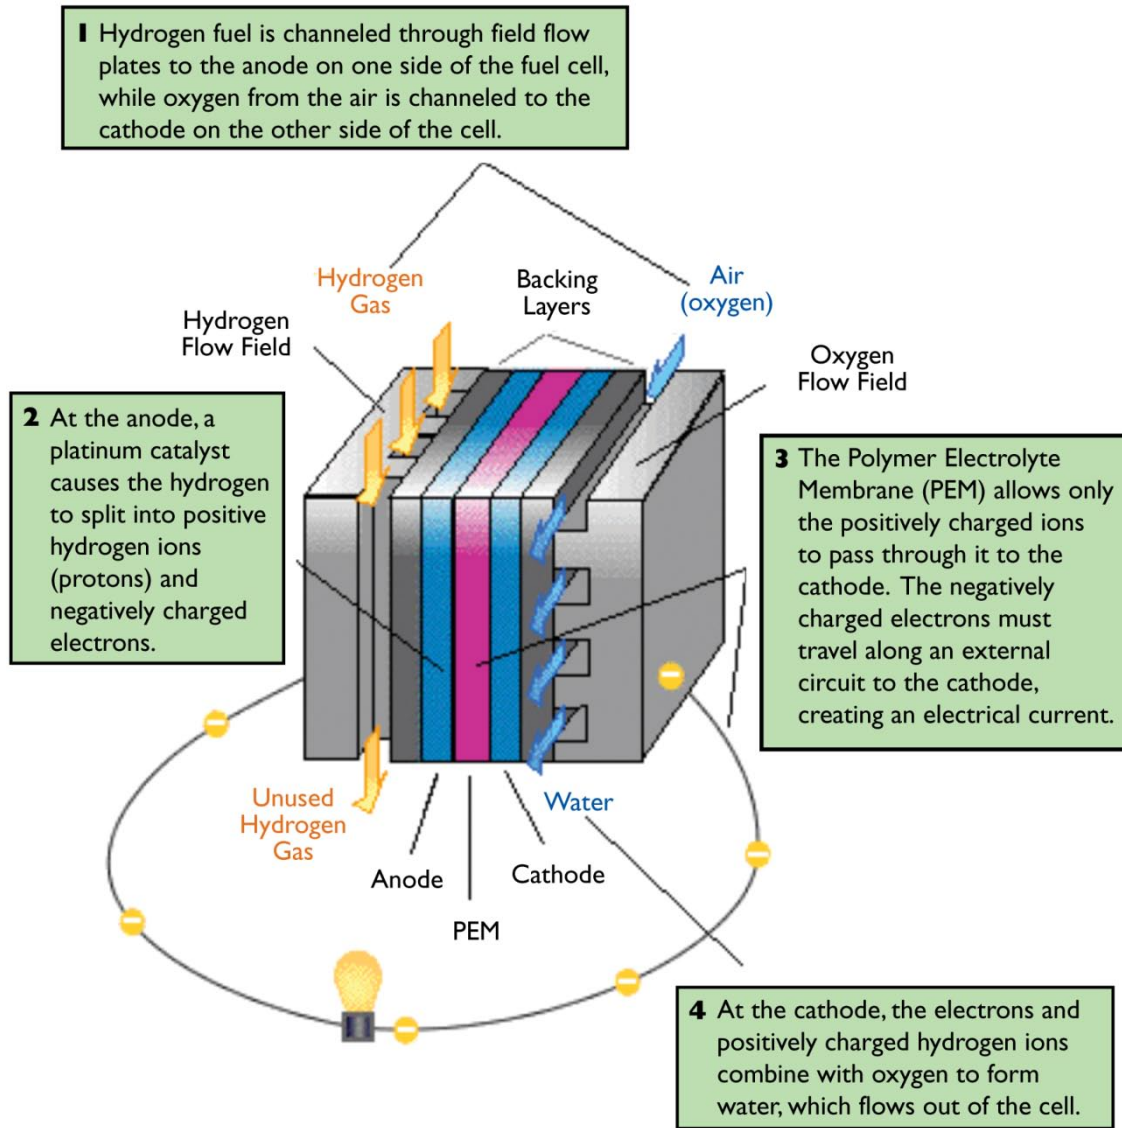 1 Hydrogen fuel is channeled through field flow
plates to the anode on one side of the fuel cell,
while oxygen from the air is channeled to the
cathode on the other side of the cell.
Hydrogen
Gas
Backing
Layers
Air
(oxygen)
Hydrogen
Flow Field
Oxygen
Flow Field
2 At the anode, a
platinum catalyst
causes the hydrogen
to split into positive
hydrogen ions
(protons) and
negatively charged
electrons.
3 The Polymer Electrolyte
Membrane (PEM) allows only
the positively charged ions
to pass through it to the
cathode. The negatively
charged electrons must
travel along an external
circuit to the cathode,
creating an electrical current.
Unused
Hydrogen
Gas
Water
Anode
Cathode
PEM
4 At the cathode, the electrons and
positively charged hydrogen ions
combine with oxygen to form
water, which flows out of the cell.